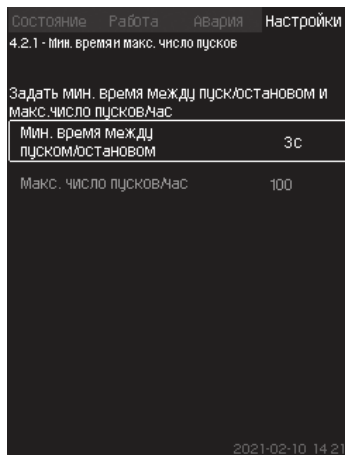 Состояние Работа Авария Настройки
4.2.1 - Мин. время и макс. число пусков
Задать мин. время между пуск/остановом и
макс.число пусков/час
Мин. время между
пуском/остановом
3с
Макс. число пусков/час 100
2021-02-10 14:21